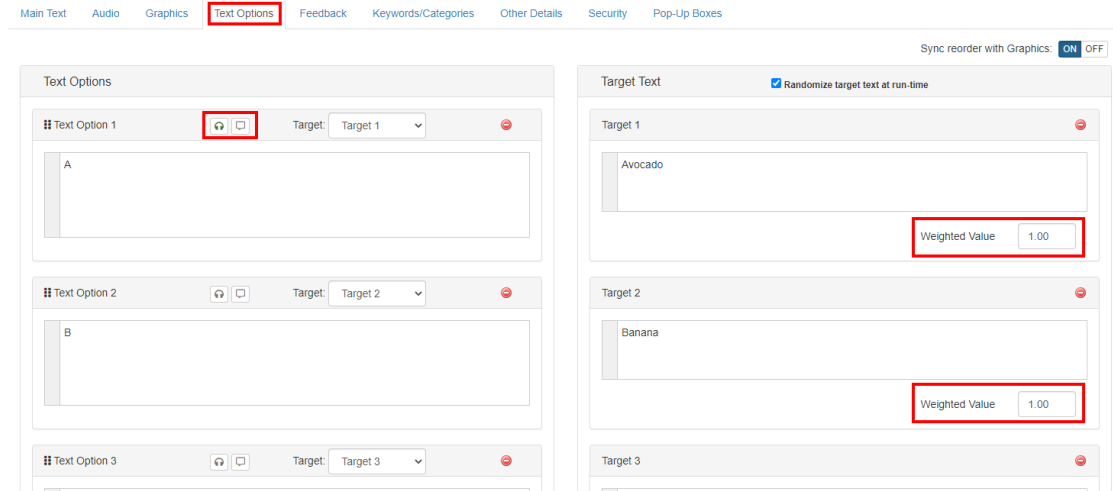 Main Text Audio Graphics Text Options Feedback Keywords/Categories Other Details Security Pop-Up Boxes
Sync reorder with Graphics: ON OFF
Text Options
Text Option 1 Target: Target 1
A
Text Option 2 Target: Target 2
B
Text Option 3 Target: Target 3
Target Text Randomize target text at run-time
Target 1
Avocado
Weighted Value 1.00
Target 2
Banana
Weighted Value 1.00
Target 3